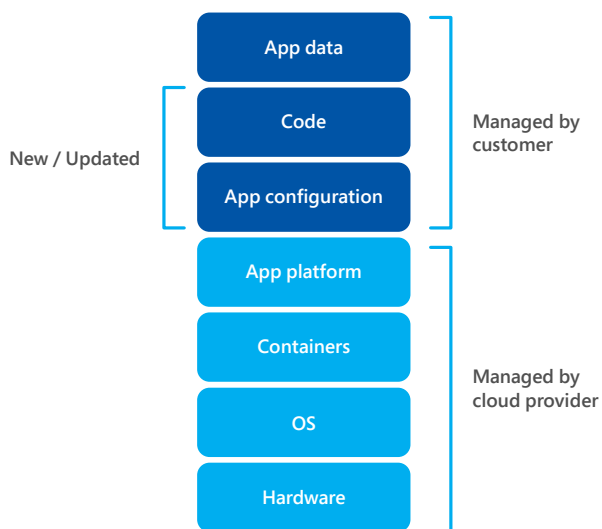 App data
Code
New / Updated
Managed by
customer
App configuration
App platform
Containers
Managed by
cloud provider
OS
Hardware